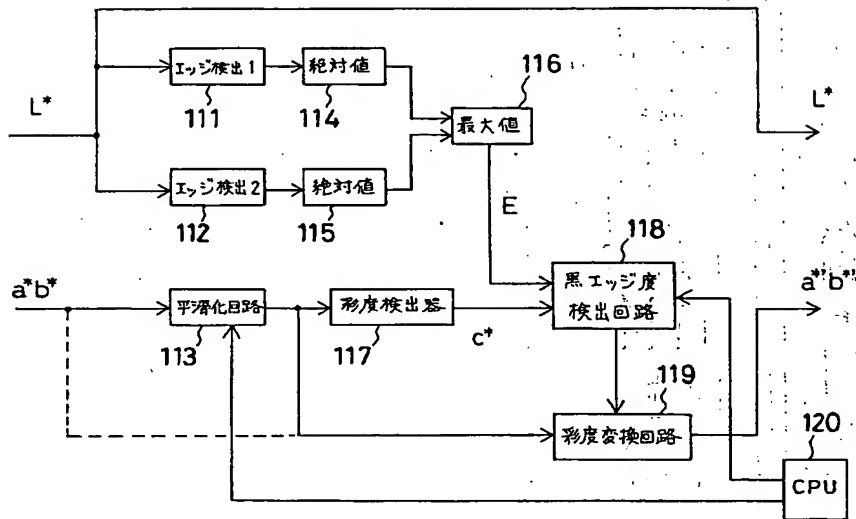 L*
エッジ検出1
111
絶対値
114
116
最大値
L*
エッジ検出2
112
絶対値
115
E
118
黒エッジ度
検出回路
a*b*
平滑化回路
113
彩度検出器
117
c*
a*'b*'
119
彩度変換回路
120
CPU